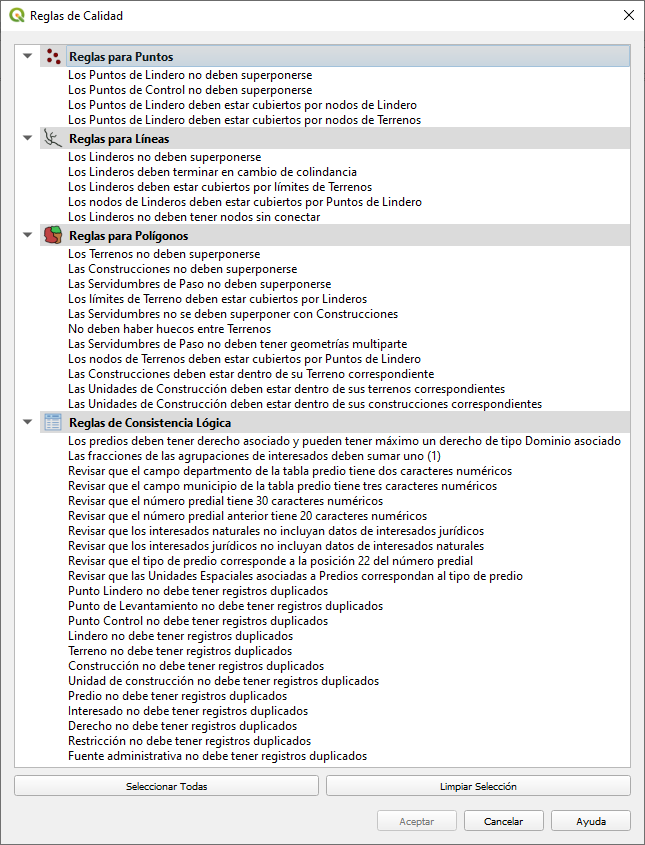 Reglas de Calidad
Reglas para Puntos
Los Puntos de Lindero no deben superponerse
Los Puntos de Control no deben superponerse
Los Puntos de Lindero deben estar cubiertos por nodos de Lindero
Los Puntos de Lindero deben estar cubiertos por nodos de Terrenos
Reglas para Líneas
Los Linderos no deben superponerse
Los Linderos deben terminar en cambio de colindancia
Los Linderos deben estar cubiertos por límites de Terrenos
Los nodos de Linderos deben estar cubiertos por Puntos de Lindero
Los Linderos no deben tener nodos sin conectar
Reglas para Polígonos
Los Terrenos no deben superponerse
Las Construcciones no deben superponerse
Las Servidumbres de Paso no deben superponerse
Los límites de Terreno deben estar cubiertos por Linderos
Las Servidumbres no se deben superponer con Construcciones
No deben haber huecos entre Terrenos
Las Servidumbres de Paso no deben tener geometrías multiparte
Los nodos de Terrenos deben estar cubiertos por Puntos de Lindero
Las Construcciones deben estar dentro de su Terreno correspondiente
Las Unidades de Construcción deben estar dentro de sus terrenos correspondientes
Las Unidades de Construcción deben estar dentro de sus construcciones correspondientes
Reglas de Consistencia Lógica
Los predios deben tener derecho asociado y pueden tener máximo un derecho de tipo Dominio asociado
Las fracciones de las agrupaciones de interesados deben sumar uno (1)
Revisar que el campo departmento de la tabla predio tiene dos caracteres numéricos
Revisar que el campo municipio de la tabla predio tiene tres caracteres numéricos
Revisar que el número predial tiene 30 caracteres numéricos
Revisar que el número predial anterior tiene 20 caracteres numéricos
Revisar que los interesados naturales no incluyan datos de interesados jurídicos
Revisar que los interesados jurídicos no incluyan datos de interesados naturales
Revisar que el tipo de predio corresponde a la posición 22 del número predial
Revisar que las Unidades Espaciales asociadas a Predios correspondan al tipo de predio
Punto Lindero no debe tener registros duplicados
Punto de Levantamiento no debe tener registros duplicados
Punto Control no debe tener registros duplicados
Lindero no debe tener registros duplicados
Terreno no debe tener registros duplicados
Construcción no debe tener registros duplicados
Unidad de construcción no debe tener registros duplicados
Predio no debe tener registros duplicados
Interesado no debe tener registros duplicados
Derecho no debe tener registros duplicados
Restricción no debe tener registros duplicados
Fuente administrativa no debe tener registros duplicados
Seleccionar Todas
Limpiar Selección
Aceptar
Cancelar
Ayuda